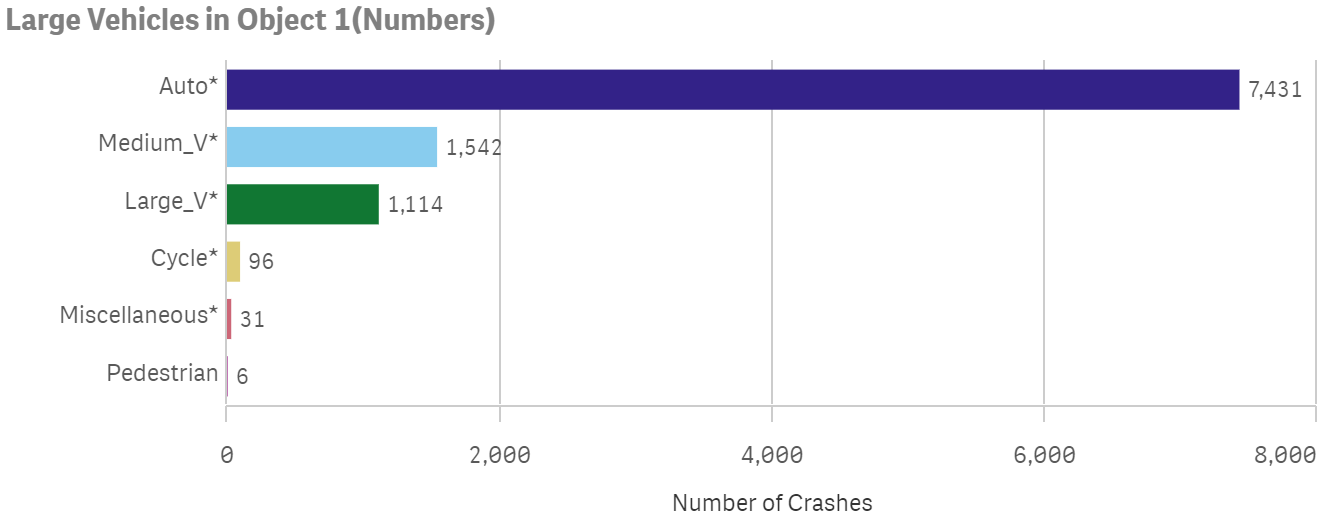 Large Vehicles in Object 1(Numbers)
Auto* 7,431
Medium_V* 1,542
Large_V* 1,114
Cycle* 96
Miscellaneous* 31
Pedestrian 6
0 2,000 4,000 6,000 8,000
Number of Crashes